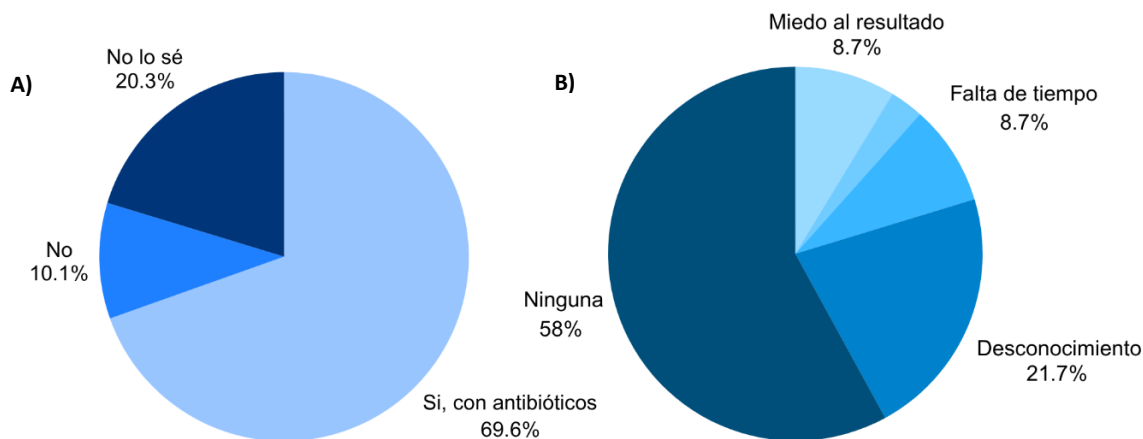 A)
No lo sé
20.3%
No
10.1%
Si, con antibióticos
69.6%
B)
Miedo al resultado
8.7%
Falta de tiempo
8.7%
Desconocimiento
21.7%
Ninguna
58%